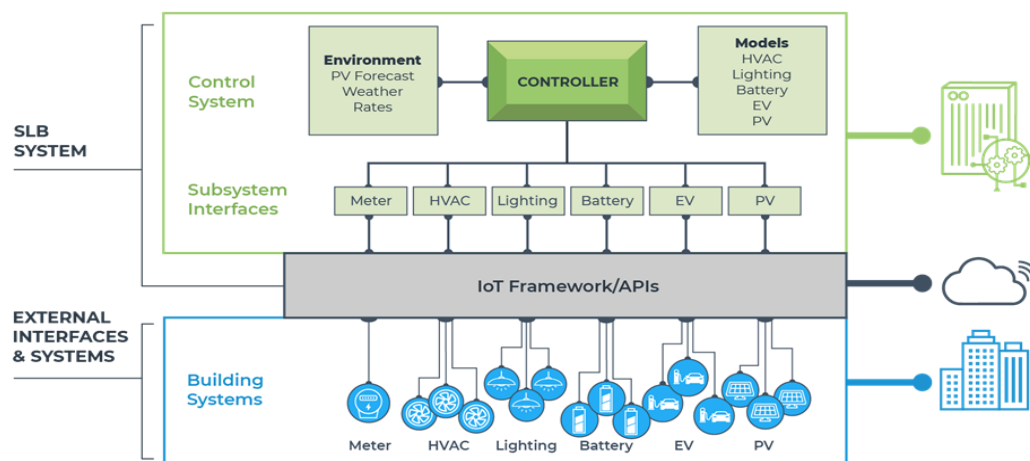 SLB
SYSTEM
Control
System
Environment
PV Forecast
Weather
Rates
CONTROLLER
Models
HVAC
Lighting
Battery
EV
PV
Subsystem
Interfaces
Meter
HVAC
Lighting
Battery
EV
PV
IoT Framework/APIs
EXTERNAL
INTERFACES
& SYSTEMS
Building
Systems
Meter
HVAC
Lighting
Battery
EV
PV